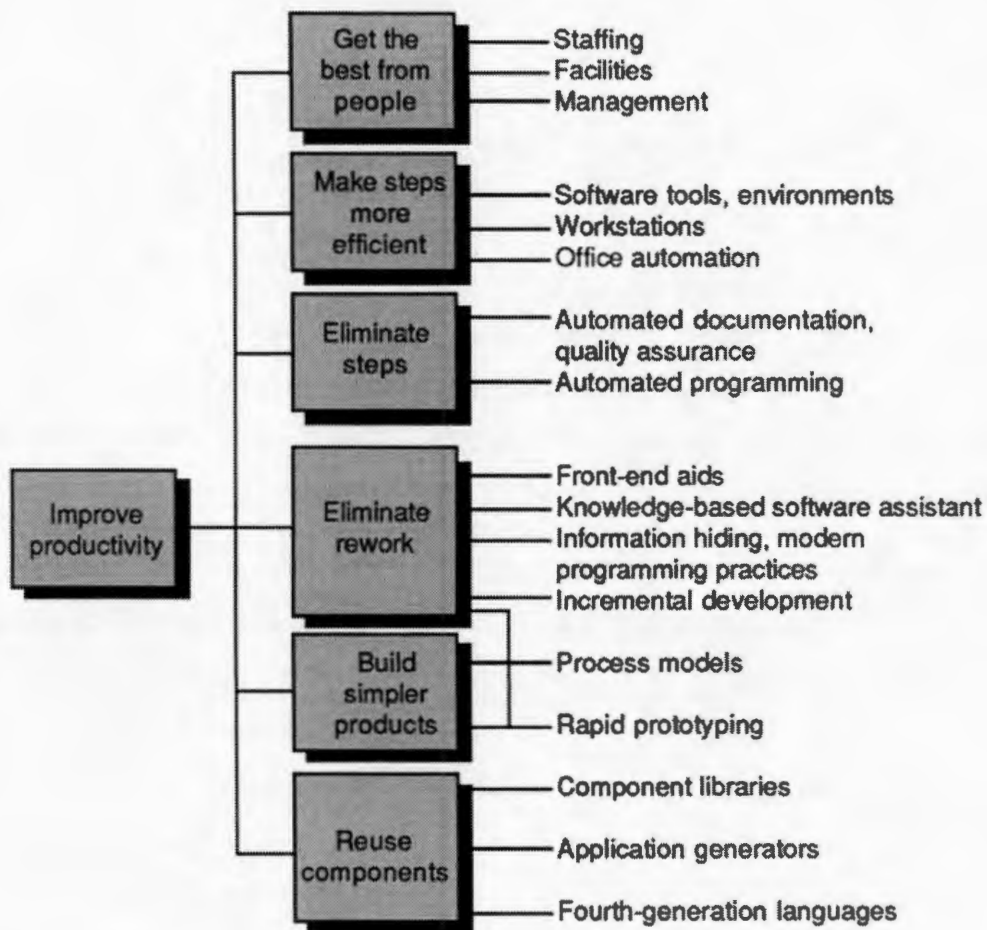 Get the
best from
people
Staffing
Facilities
Management
Make steps
more
efficient
Software tools, environments
Workstations
Office automation
Eliminate
steps
Automated documentation,
quality assurance
Automated programming
Improve
productivity
Eliminate
rework
Front-end aids
Knowledge-based software assistant
Information hiding, modern
programming practices
Incremental development
Build
simpler
products
Process models
Rapid prototyping
Reuse
components
Component libraries
Application generators
Fourth-generation languages